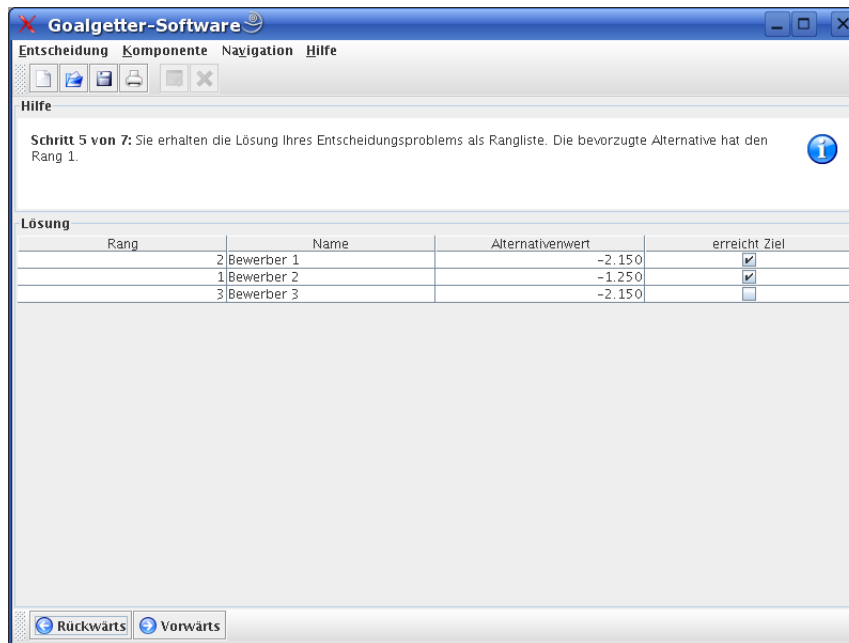 Goalgetter-Software
Entscheidung Komponente Navigation Hilfe
Hilfe
Schritt 5 von 7: Sie erhalten die Lösung Ihres Entscheidungsproblems als Rangliste. Die bevorzugte Alternative hat den
Rang 1.
Lösung
Rang Name Alternativenwert erreicht Ziel
2 Bewerber 1 -2.150
1 Bewerber 2 -1.250
3 Bewerber 3 -2.150
Rückwärts Vorwärts